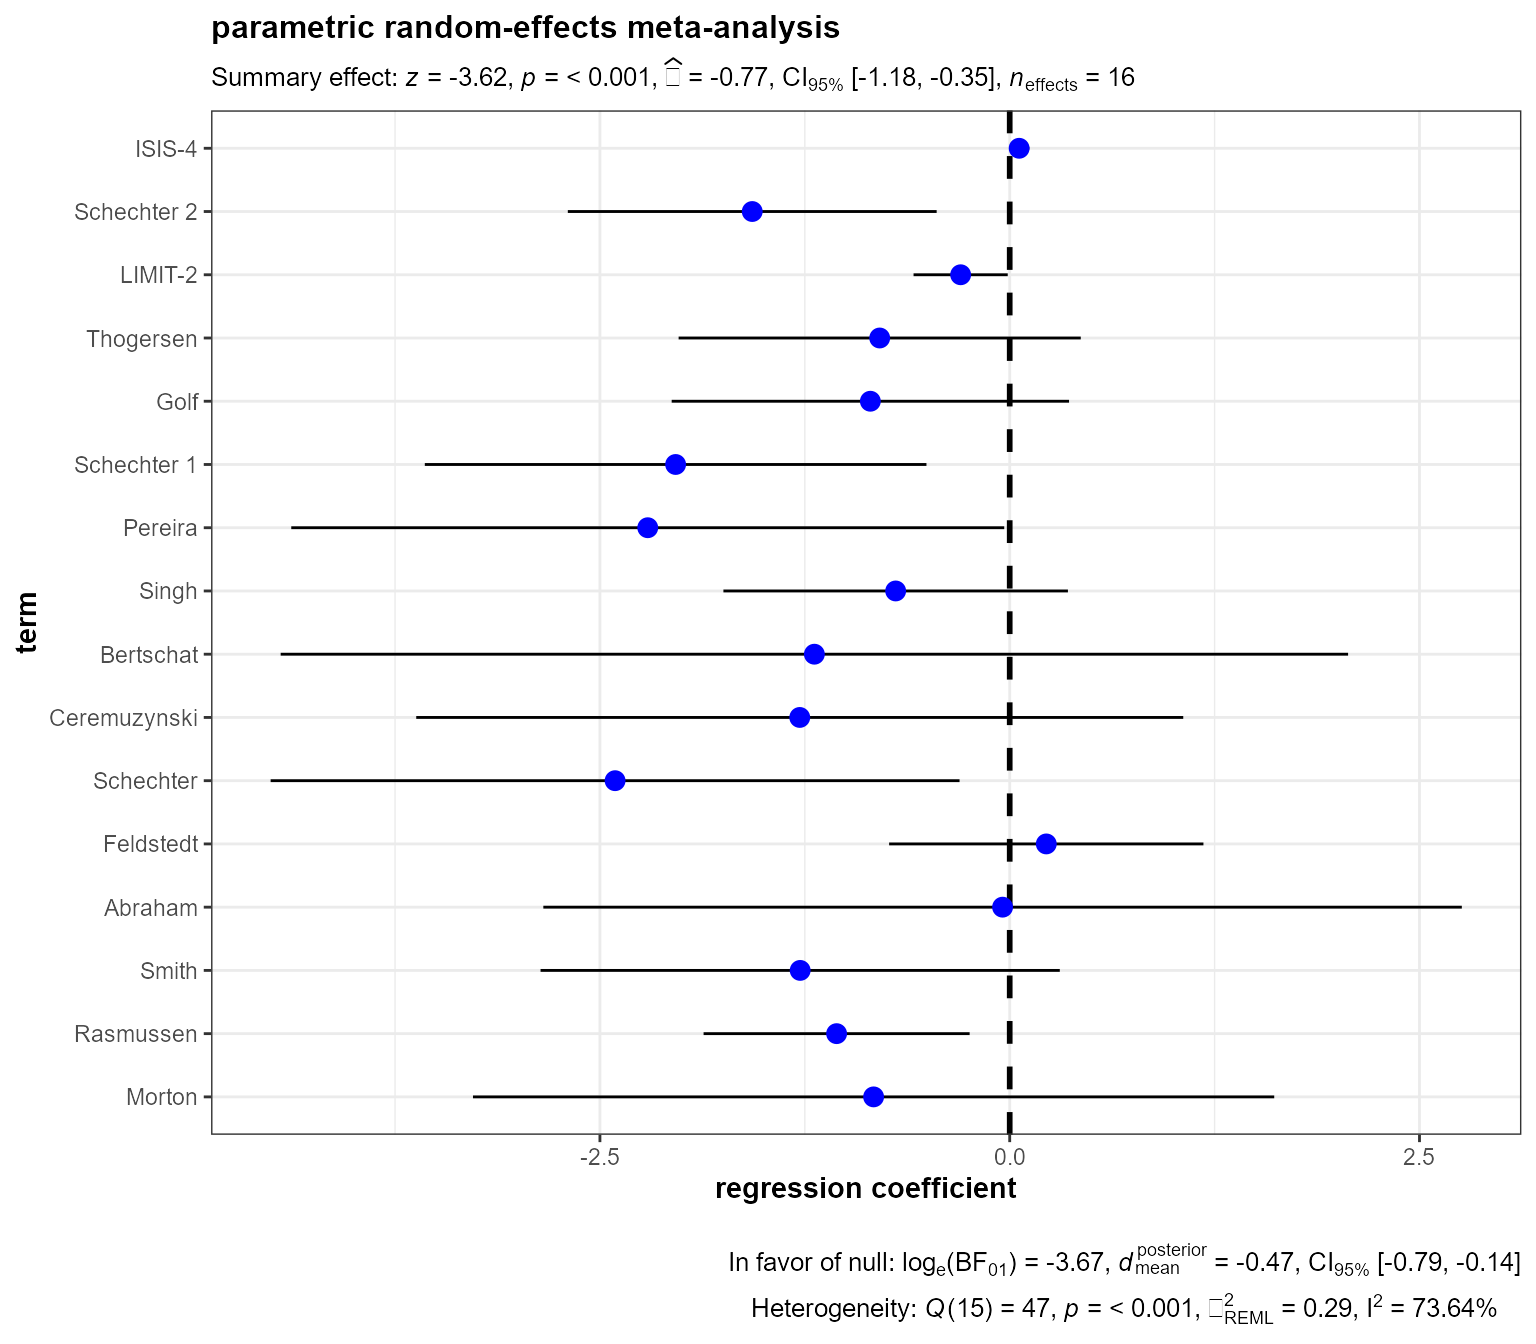 parametric random-effects meta-analysis
Summary effect: z = -3.62, p = < 0.001, □̂ = -0.77, CI95% [-1.18, -0.35], neffects = 16
ISIS-4
Schechter 2
LIMIT-2
Thogersen
Golf
Schechter 1
Pereira
Singh
Bertschat
Ceremuzynski
Schechter
Feldstedt
Abraham
Smith
Rasmussen
Morton
term
-2.5 0.0 2.5
regression coefficient
In favor of null: loge(BF01) = -3.67, d posterior mean = -0.47, CI95% [-0.79, -0.14]
Heterogeneity: Q(15) = 47, p = < 0.001, □2REML = 0.29, I2 = 73.64%